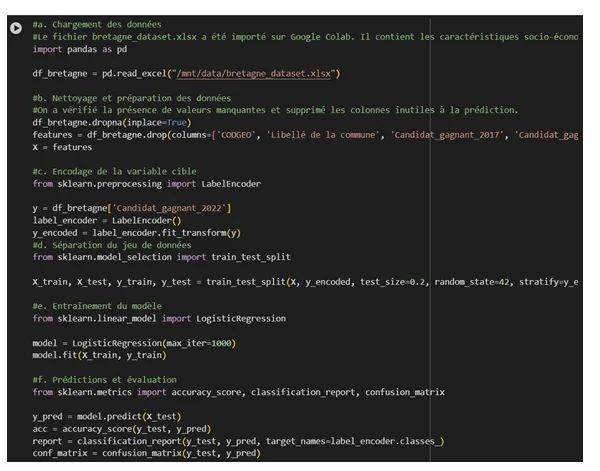 #a. Chargement des données
#Le fichier bretagne_dataset.xlsx a été importé sur Google Colab. Il contient les caractéristiques socio-écono
import pandas as pd
df_bretagne = pd.read_excel("/mnt/data/bretagne_dataset.xlsx")
#b. Nettoyage et préparation des données
#On a vérifié la présence de valeurs manquantes et supprimé les colonnes inutiles à la prédiction.
df_bretagne.dropna(inplace=True)
features = df_bretagne.drop(columns=['CODGEO', 'Libellé de la commune', 'Candidat_gagnant_2017', 'Candidat_gag
X = features
#c. Encodage de la variable cible
from sklearn.preprocessing import LabelEncoder
y = df_bretagne['Candidat_gagnant_2022']
label_encoder = LabelEncoder()
y_encoded = label_encoder.fit_transform(y)
#d. Séparation du jeu de données
from sklearn.model_selection import train_test_split
X_train, X_test, y_train, y_test = train_test_split(X, y_encoded, test_size=0.2, random_state=42, stratify=y_e
#e. Entraînement du modèle
from sklearn.linear_model import LogisticRegression
model = LogisticRegression(max_iter=1000)
model.fit(X_train, y_train)
#f. Prédictions et évaluation
from sklearn.metrics import accuracy_score, classification_report, confusion_matrix
y_pred = model.predict(X_test)
acc = accuracy_score(y_test, y_pred)
report = classification_report(y_test, y_pred, target_names=label_encoder.classes_)
conf_matrix = confusion_matrix(y_test, y_pred)